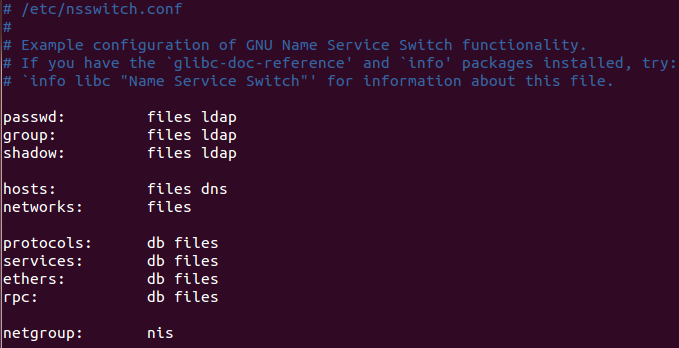 # /etc/nsswitch.conf
#
# Example configuration of GNU Name Service Switch functionality.
# If you have the `glibc-doc-reference' and `info' packages installed, try:
# `info libc "Name Service Switch"' for information about this file.

passwd:         files ldap
group:          files ldap
shadow:         files ldap

hosts:          files dns
networks:       files

protocols:      db files
services:       db files
ethers:         db files
rpc:            db files

netgroup:       nis